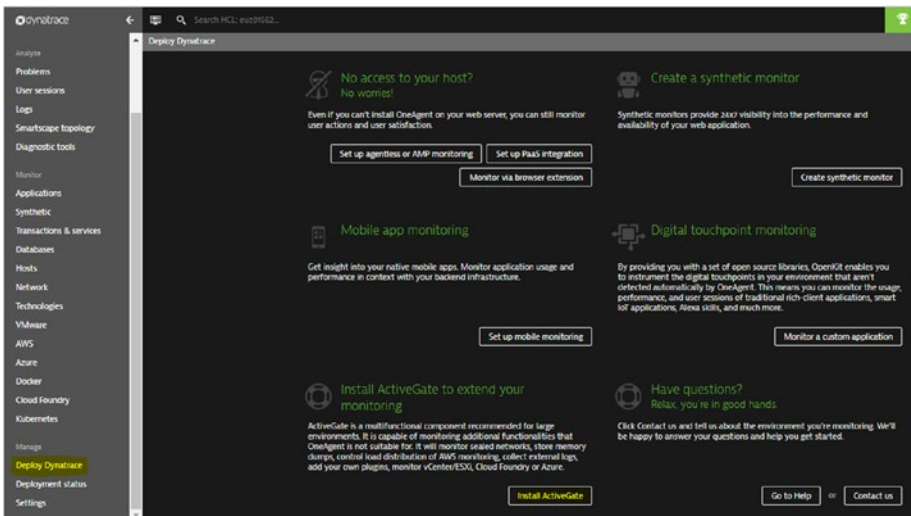 dynatrace
Search HCL: euz01562...
Deploy Dynatrace
Analyze
Problems
User sessions
Logs
Smartscape topology
Diagnostic tools
Monitor
Applications
Synthetic
Transactions & services
Databases
Hosts
Network
Technologies
VMware
AWS
Azure
Docker
Cloud Foundry
Kubernetes
Manage
Deploy Dynatrace
Deployment status
Settings
No access to your host?
No worries!
Even if you can't install OneAgent on your web server, you can still monitor
user actions and user satisfaction.
Set up agentless or AMP monitoring
Set up PaaS integration
Monitor via browser extension
Create a synthetic monitor
Synthetic monitors provide 24x7 visibility into the performance and
availability of your web application.
Create synthetic monitor
Mobile app monitoring
Get insight into your native mobile apps. Monitor application usage and
performance in context with your backend infrastructure.
Set up mobile monitoring
Digital touchpoint monitoring
By providing you with a set of open source libraries, OpenKit enables you
to instrument the digital touchpoints in your environment that aren't
detected automatically by OneAgent. This means you can monitor the usage,
performance, and user sessions of traditional rich-client applications, smart
IoT applications, Alexa skills, and much more.
Monitor a custom application
Install ActiveGate to extend your
monitoring
ActiveGate is a multifunctional component recommended for large
environments. It is capable of monitoring additional functionalities that
OneAgent is not suitable for. It will monitor sealed networks, store memory
dumps, control load distribution of AWS monitoring, collect external logs,
add your own plugins, monitor vCenter/ESXi, Cloud Foundry or Azure.
Install ActiveGate
Have questions?
Relax, you're in good hands.
Click Contact us and tell us about the environment you're monitoring. We'll
be happy to answer your questions and help you get started.
Go to Help or Contact us